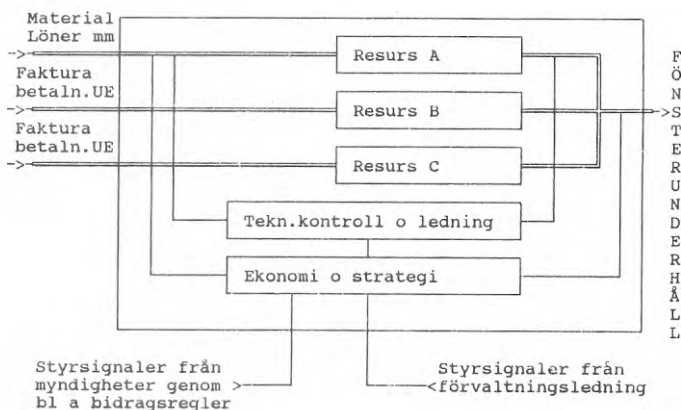 Material
Löner mm
Resurs A
Faktura
betaln.UE
Resurs B
Faktura
betaln.UE
Resurs C
Tekn.kontroll o ledning
Ekonomi o strategi
FÖNSTERUNDERHÅLL
Styrsignaler från
myndigheter genom
bl a bidragsregler
Styrsignaler från
förvaltningsledning